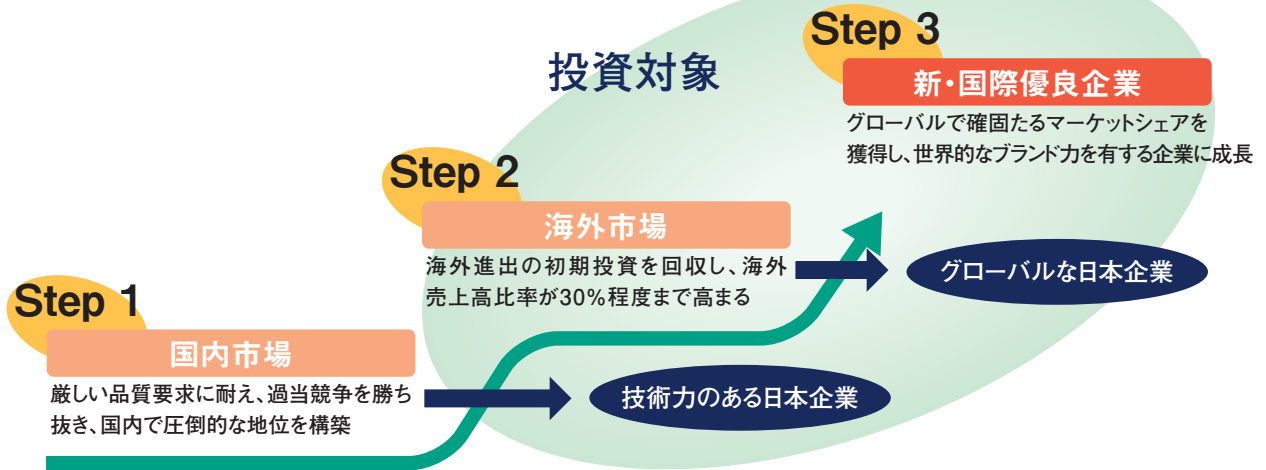 投資対象
Step 3
新・国際優良企業
グローバルで確固たるマーケットシェアを
獲得し、世界的なブランド力を有する企業に成長
Step 2
海外市場
海外進出の初期投資を回収し、海外
売上高比率が30%程度まで高まる
グローバルな日本企業
Step 1
国内市場
厳しい品質要求に耐え、過当競争を勝ち
抜き、国内で圧倒的な地位を構築
技術力のある日本企業